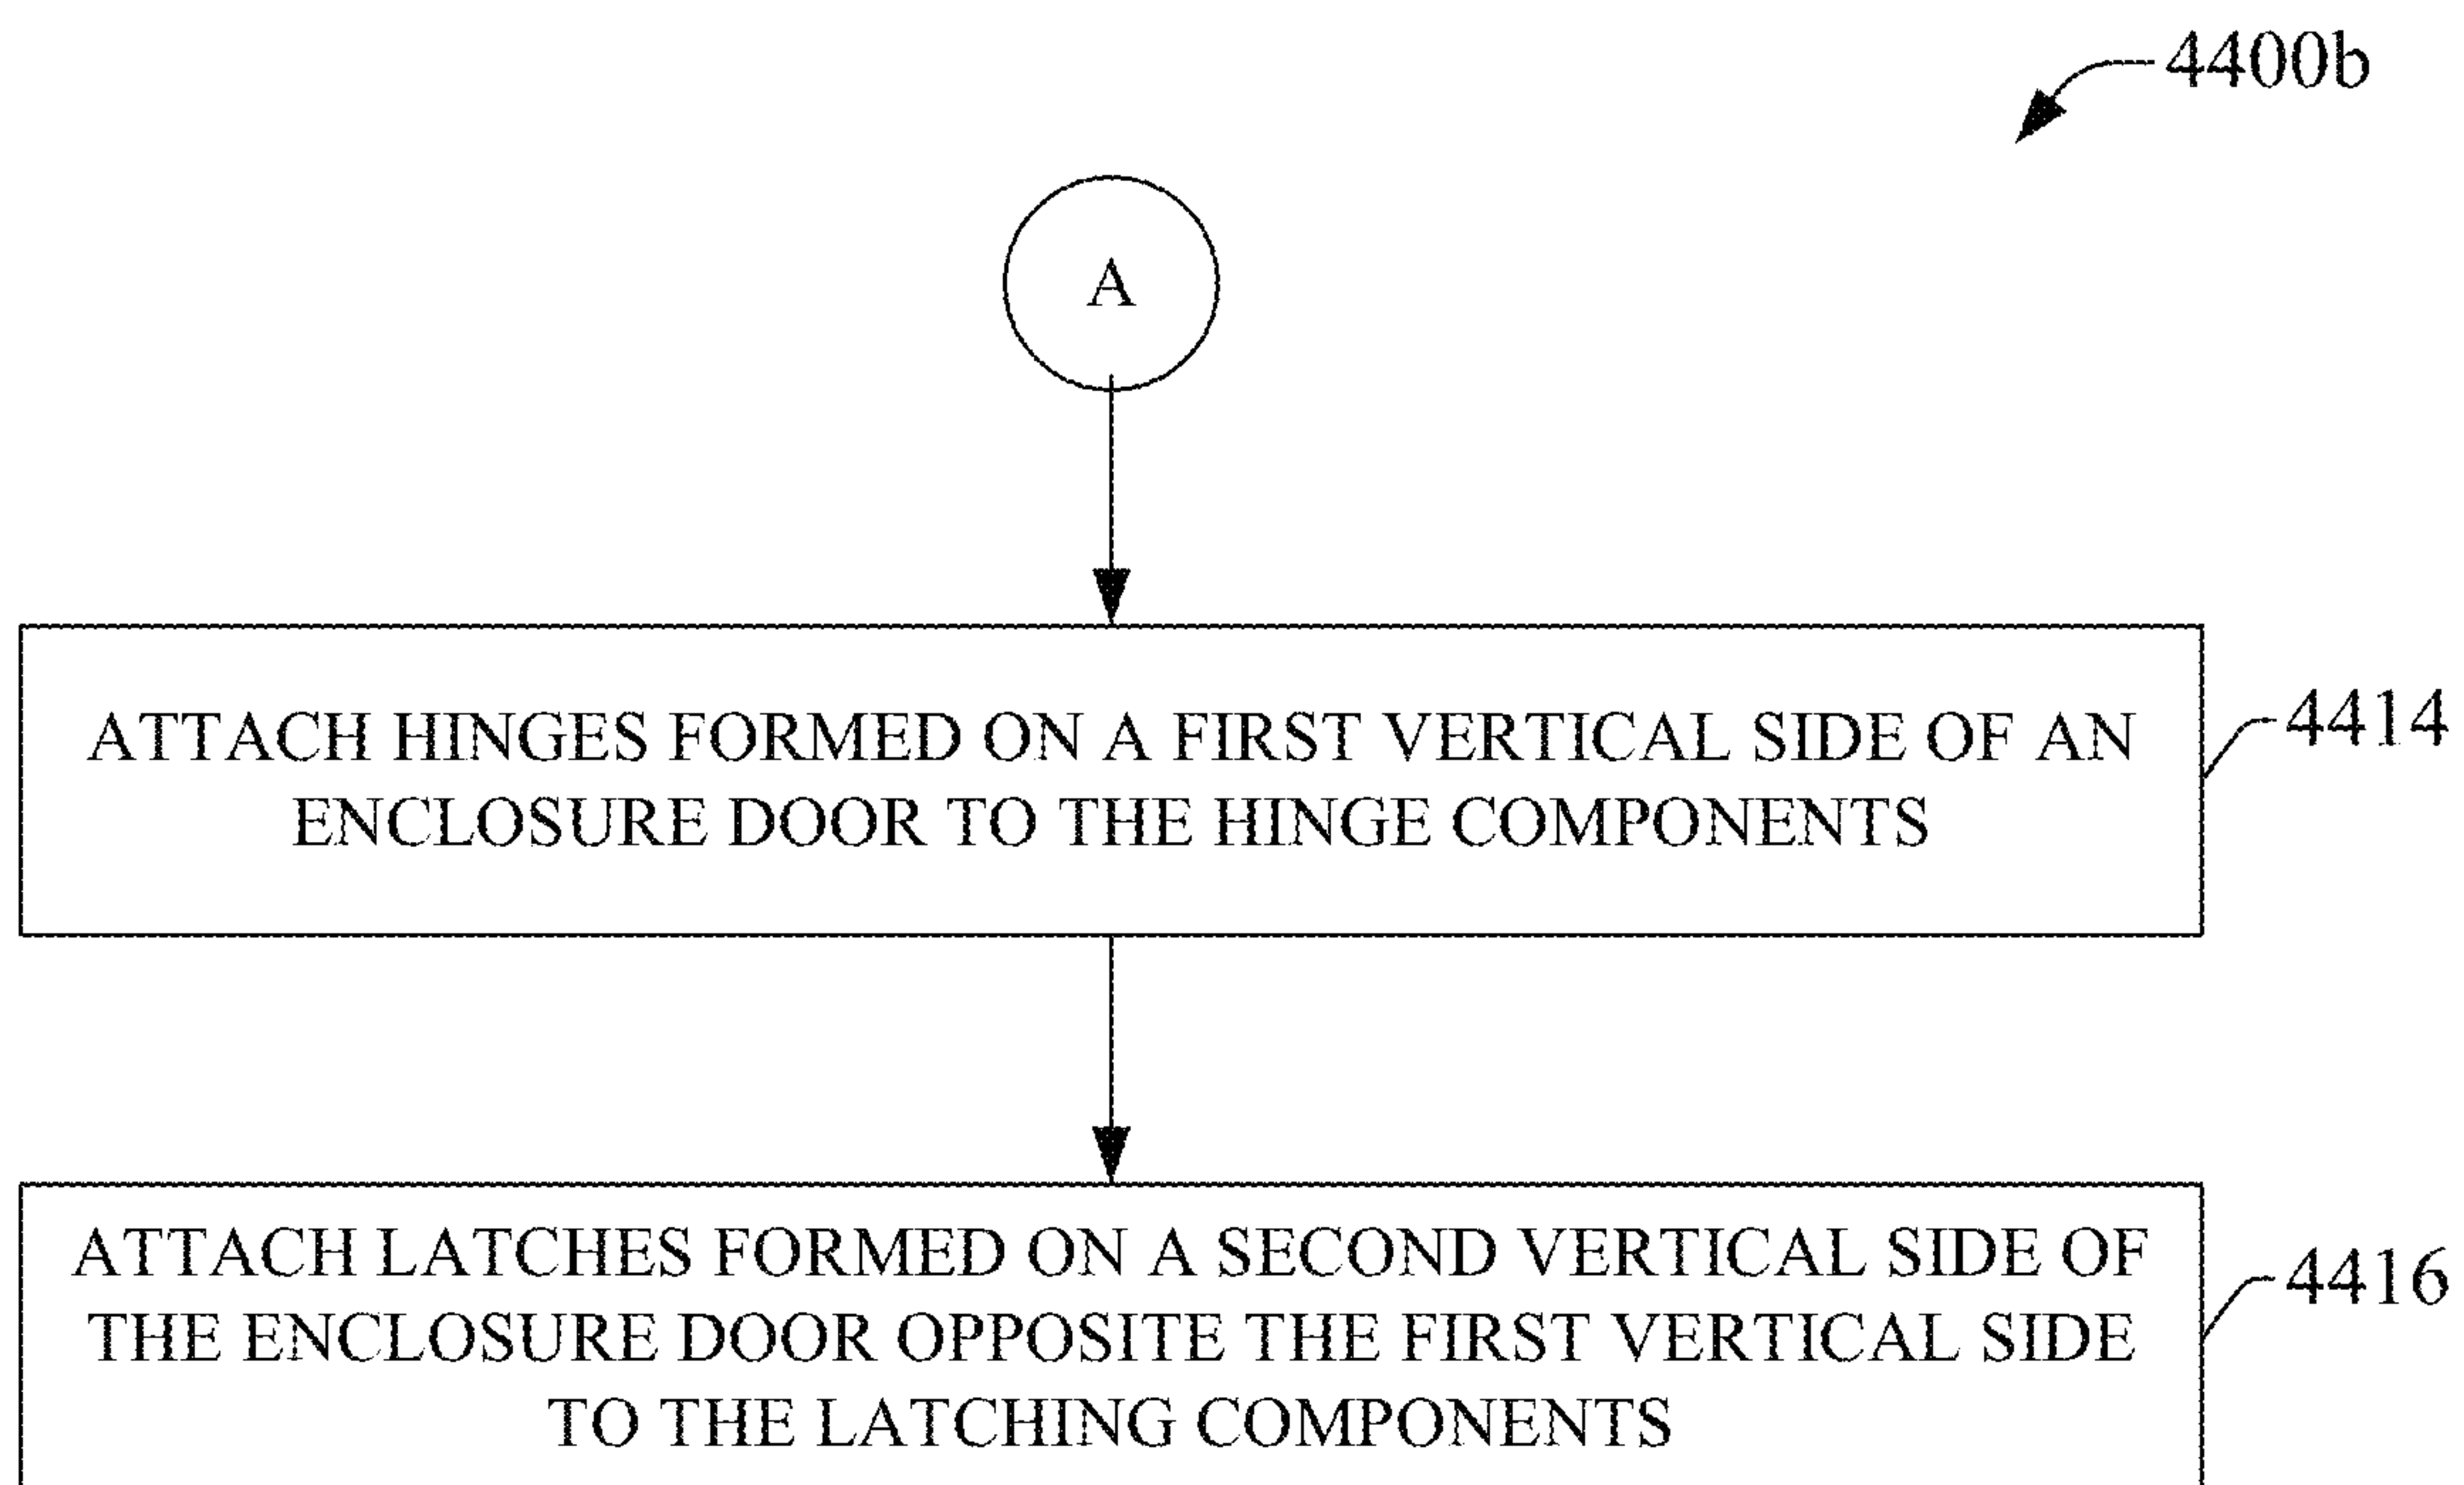 4400b
A
ATTACH HINGES FORMED ON A FIRST VERTICAL SIDE OF AN
ENCLOSURE DOOR TO THE HINGE COMPONENTS
4414
ATTACH LATCHES FORMED ON A SECOND VERTICAL SIDE OF
THE ENCLOSURE DOOR OPPOSITE THE FIRST VERTICAL SIDE
TO THE LATCHING COMPONENTS
4416